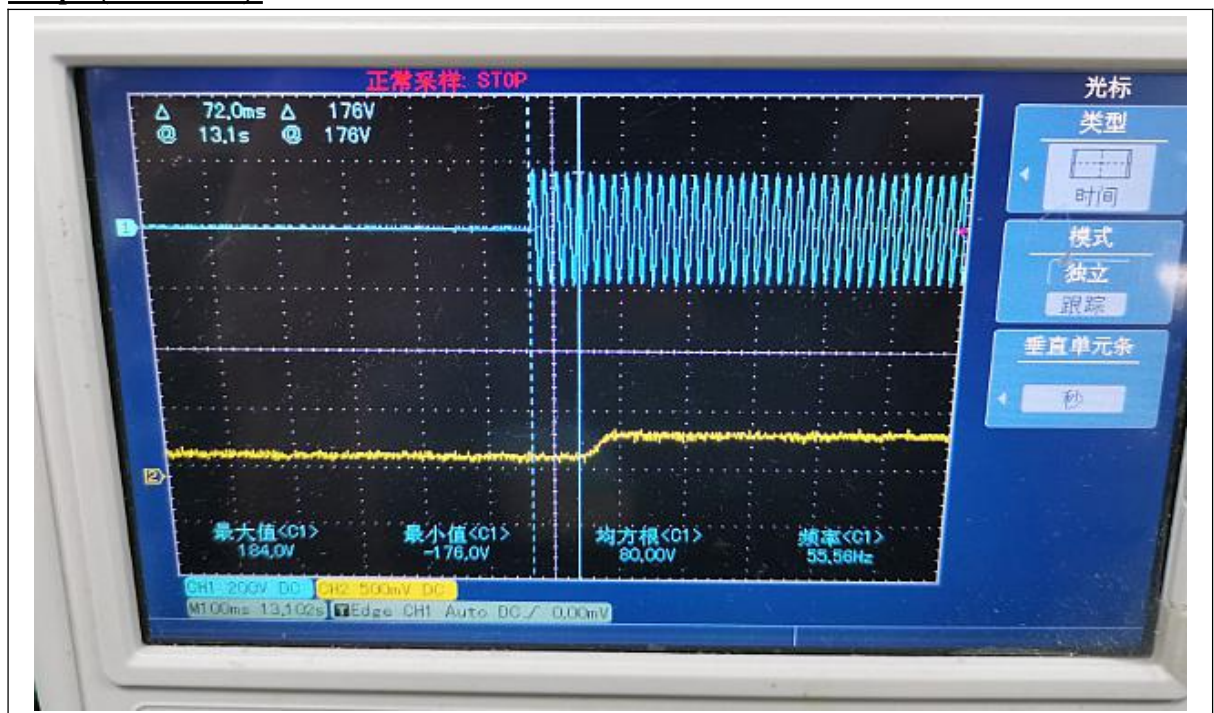 正常采样: STOP
光标
△ 72.0ms △ 176V
@ 13.1s @ 176V
类型
时间
1
模式
独立
跟踪
垂直单元条
秒
2
最大值<C1> 最小值<C1> 均方根<C1> 频率<C1>
184.0V -176.0V 80.00V 55.56Hz
CH1 200V DC CH2 500mV DC
M100ms 13.102s T Edge CH1 Auto DC / 0.00mV